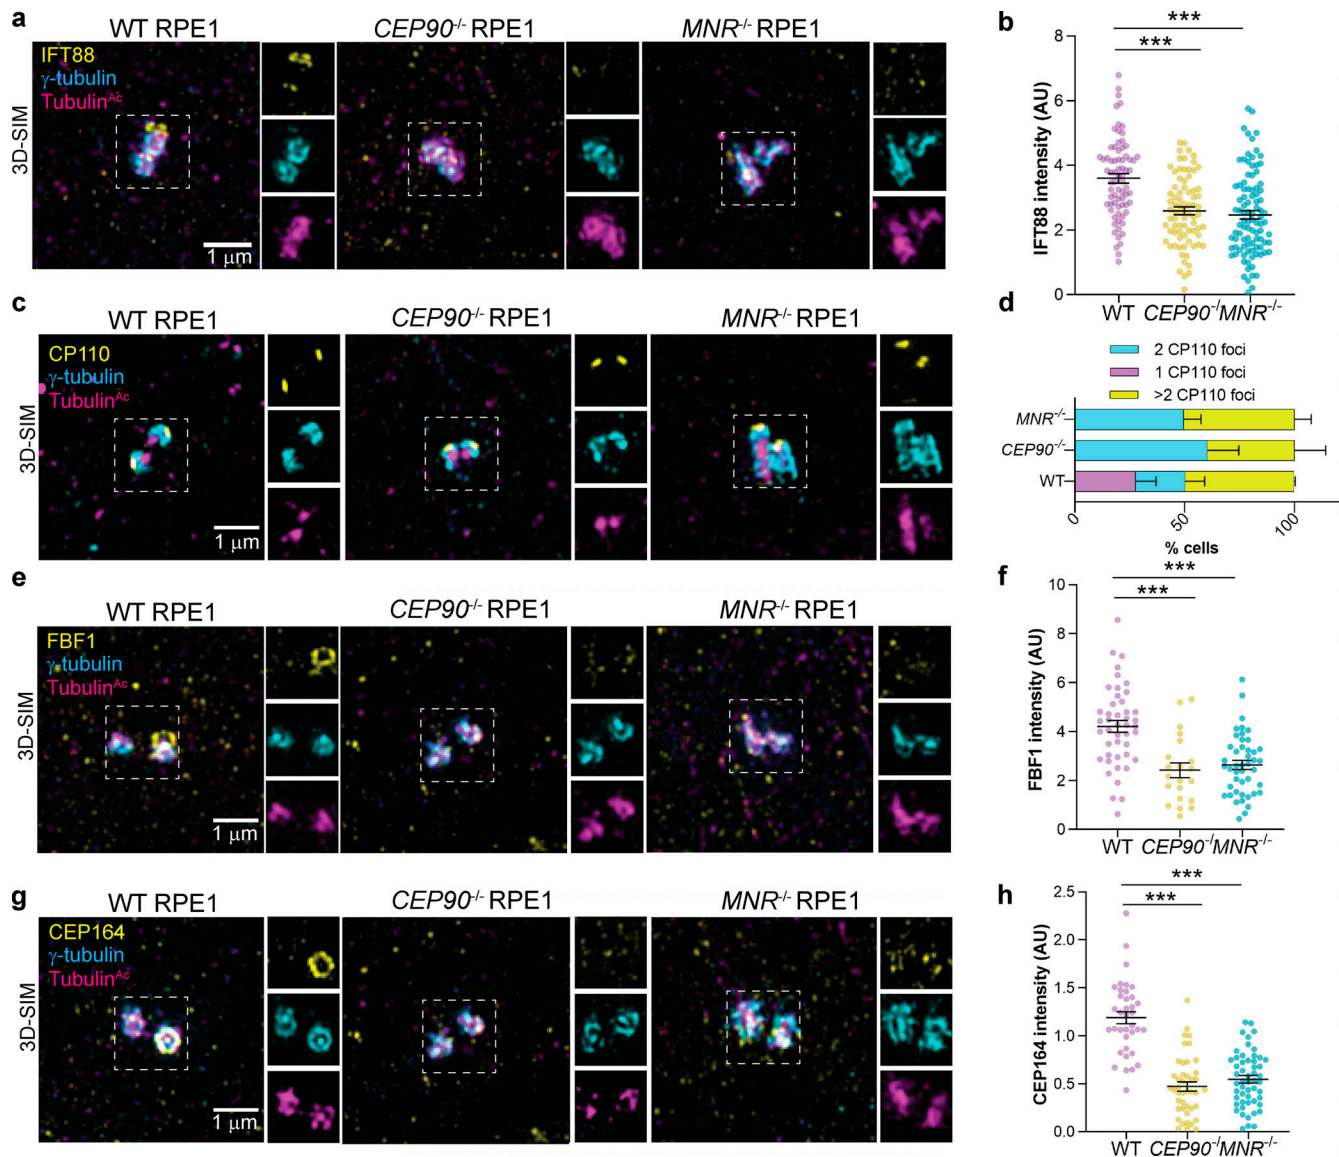 a
WT RPE1
CEP90-/- RPE1
MNR-/- RPE1
IFT88
γ-tubulin
TubulinAc
3D-SIM
1 μm
b
***
***
IFT88 intensity (AU)
8
6
4
2
0
WT CEP90-/- MNR-/-
c
WT RPE1
CEP90-/- RPE1
MNR-/- RPE1
CP110
γ-tubulin
TubulinAc
3D-SIM
1 μm
d
2 CP110 foci
1 CP110 foci
>2 CP110 foci
MNR-/-
CEP90-/-
WT
0 50 100
% cells
e
WT RPE1
CEP90-/- RPE1
MNR-/- RPE1
FBF1
γ-tubulin
TubulinAc
3D-SIM
1 μm
f
***
***
FBF1 intensity (AU)
10
8
6
4
2
0
WT CEP90-/- MNR-/-
g
WT RPE1
CEP90-/- RPE1
MNR-/- RPE1
CEP164
γ-tubulin
TubulinAc
3D-SIM
1 μm
h
***
***
CEP164 intensity (AU)
2.5
2.0
1.5
1.0
0.5
0.0
WT CEP90-/- MNR-/-